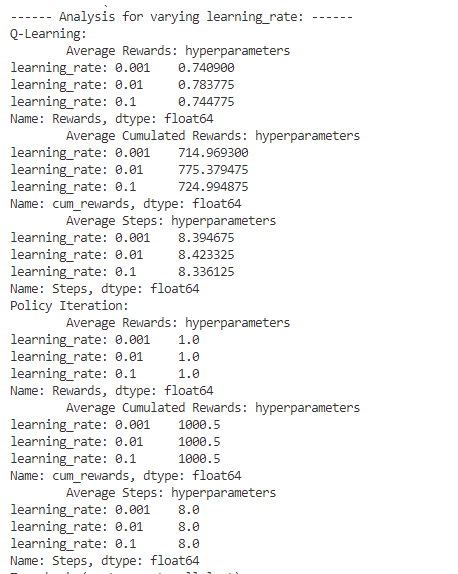 ------ Analysis for varying learning_rate: ------
Q-Learning:
Average Rewards: hyperparameters
learning_rate: 0.001    0.740900
learning_rate: 0.01     0.783775
learning_rate: 0.1      0.744775
Name: Rewards, dtype: float64
Average Cumulated Rewards: hyperparameters
learning_rate: 0.001    714.969300
learning_rate: 0.01     775.379475
learning_rate: 0.1      724.994875
Name: cum_rewards, dtype: float64
Average Steps: hyperparameters
learning_rate: 0.001    8.394675
learning_rate: 0.01     8.423325
learning_rate: 0.1      8.336125
Name: Steps, dtype: float64
Policy Iteration:
Average Rewards: hyperparameters
learning_rate: 0.001    1.0
learning_rate: 0.01     1.0
learning_rate: 0.1      1.0
Name: Rewards, dtype: float64
Average Cumulated Rewards: hyperparameters
learning_rate: 0.001    1000.5
learning_rate: 0.01     1000.5
learning_rate: 0.1      1000.5
Name: cum_rewards, dtype: float64
Average Steps: hyperparameters
learning_rate: 0.001    8.0
learning_rate: 0.01     8.0
learning_rate: 0.1      8.0
Name: Steps, dtype: float64